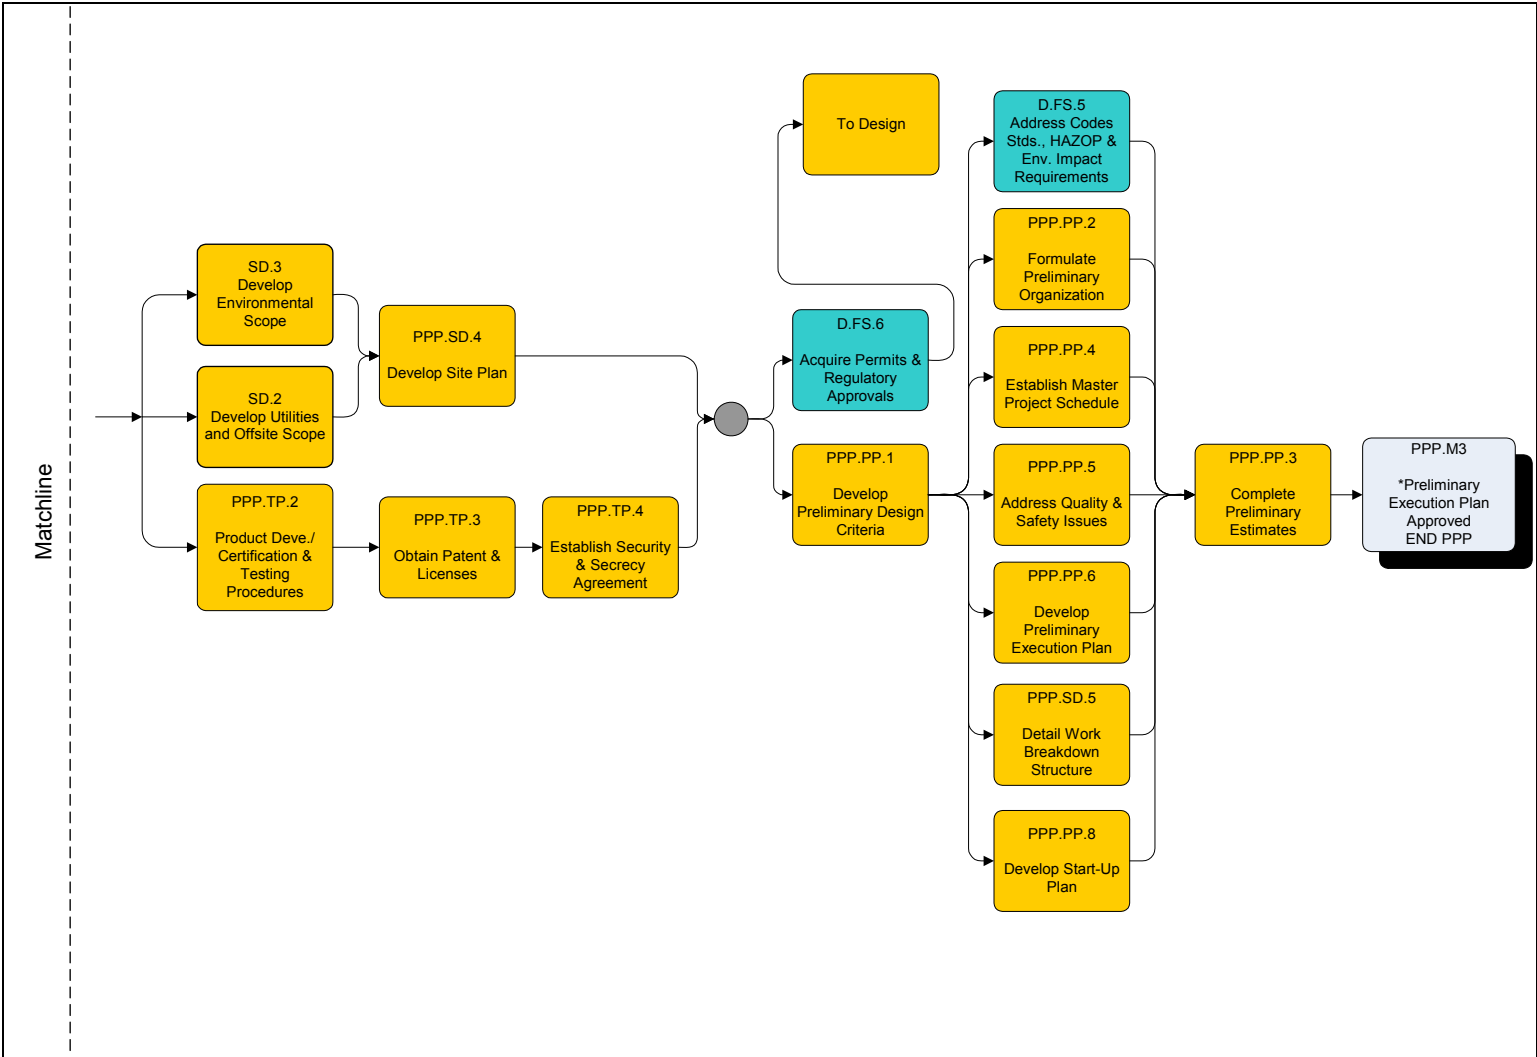 Matchline
SD.3
Develop
Environmental
Scope
SD.2
Develop Utilities
and Offsite Scope
PPP.TP.2
Product Deve./
Certification &
Testing
Procedures
PPP.SD.4
Develop Site Plan
PPP.TP.3
Obtain Patent &
Licenses
PPP.TP.4
Establish Security
& Secrecy
Agreement
To Design
D.FS.6
Acquire Permits &
Regulatory
Approvals
PPP.PP.1
Develop
Preliminary Design
Criteria
D.FS.5
Address Codes
Stds., HAZOP &
Env. Impact
Requirements
PPP.PP.2
Formulate
Preliminary
Organization
PPP.PP.4
Establish Master
Project Schedule
PPP.PP.5
Address Quality &
Safety Issues
PPP.PP.6
Develop
Preliminary
Execution Plan
PPP.SD.5
Detail Work
Breakdown
Structure
PPP.PP.8
Develop Start-Up
Plan
PPP.PP.3
Complete
Preliminary
Estimates
PPP.M3
*Preliminary
Execution Plan
Approved
END PPP